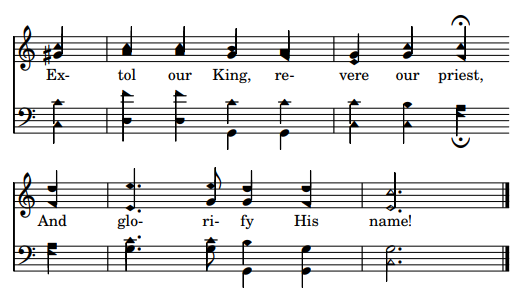 Ex- tol our King, re- vere our priest,
And glo- ri- fy His name!